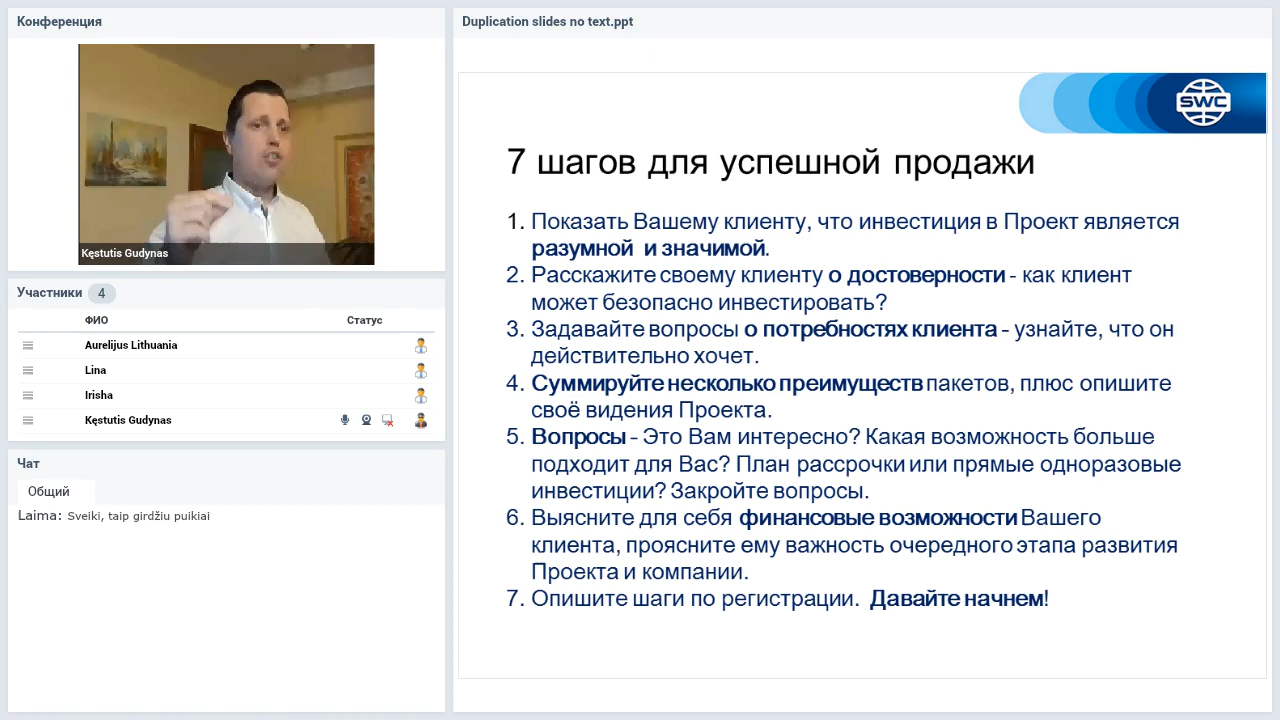 Конференция
Kęstutis Gudynas
Участники 4
ФИО Статус
Aurelijus Lithuania
Lina
Irisha
Kęstutis Gudynas
Чат
Общий
Laima: Sveiki, taip girdžiu puikiai
Duplication slides no text.ppt
SWC
7 шагов для успешной продажи
1. Показать Вашему клиенту, что инвестиция в Проект является
разумной и значимой.
2. Расскажите своему клиенту о достоверности - как клиент
может безопасно инвестировать?
3. Задавайте вопросы о потребностях клиента - узнайте, что он
действительно хочет.
4. Суммируйте несколько преимуществ пакетов, плюс опишите
своё видения Проекта.
5. Вопросы - Это Вам интересно? Какая возможность больше
подходит для Вас? План рассрочки или прямые одноразовые
инвестиции? Закройте вопросы.
6. Выясните для себя финансовые возможности Вашего
клиента, проясните ему важность очередного этапа развития
Проекта и компании.
7. Опишите шаги по регистрации. Давайте начнем!